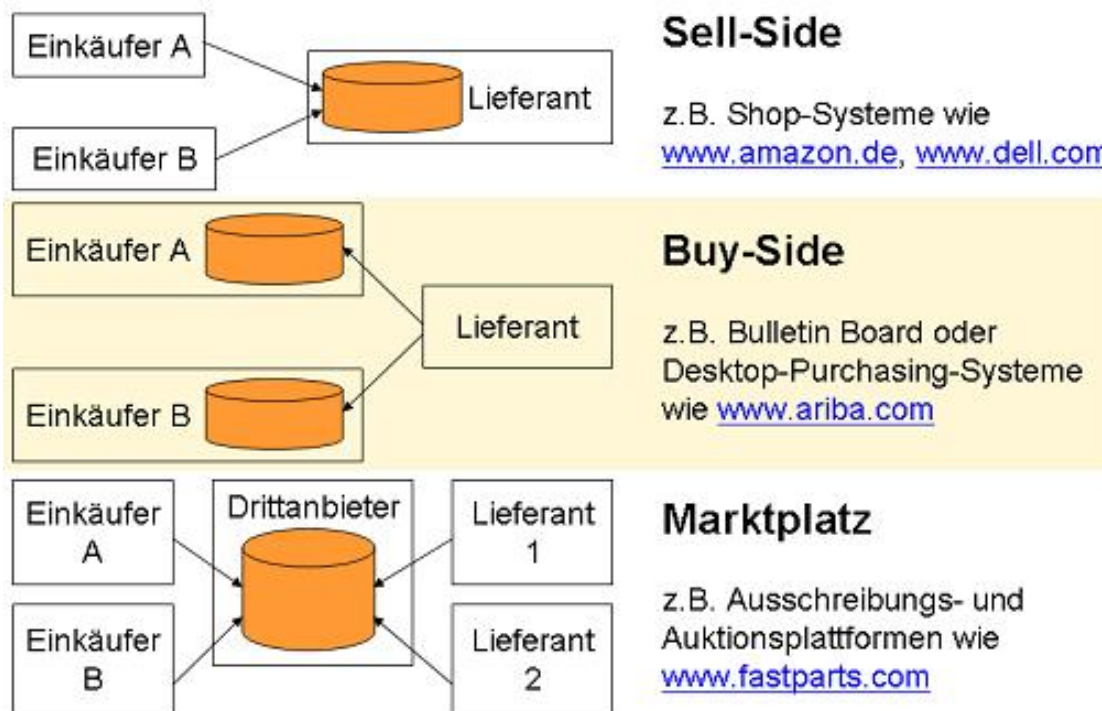 Einkäufer A
Einkäufer B
Lieferant
Sell-Side
z.B. Shop-Systeme wie
www.amazon.de, www.dell.com
Einkäufer A
Einkäufer B
Lieferant
Buy-Side
z.B. Bulletin Board oder
Desktop-Purchasing-Systeme
wie www.ariba.com
Einkäufer
A
Einkäufer
B
Drittanbieter
Lieferant
1
Lieferant
2
Marktplatz
z.B. Ausschreibungs- und
Auktionsplattformen wie
www.fastparts.com